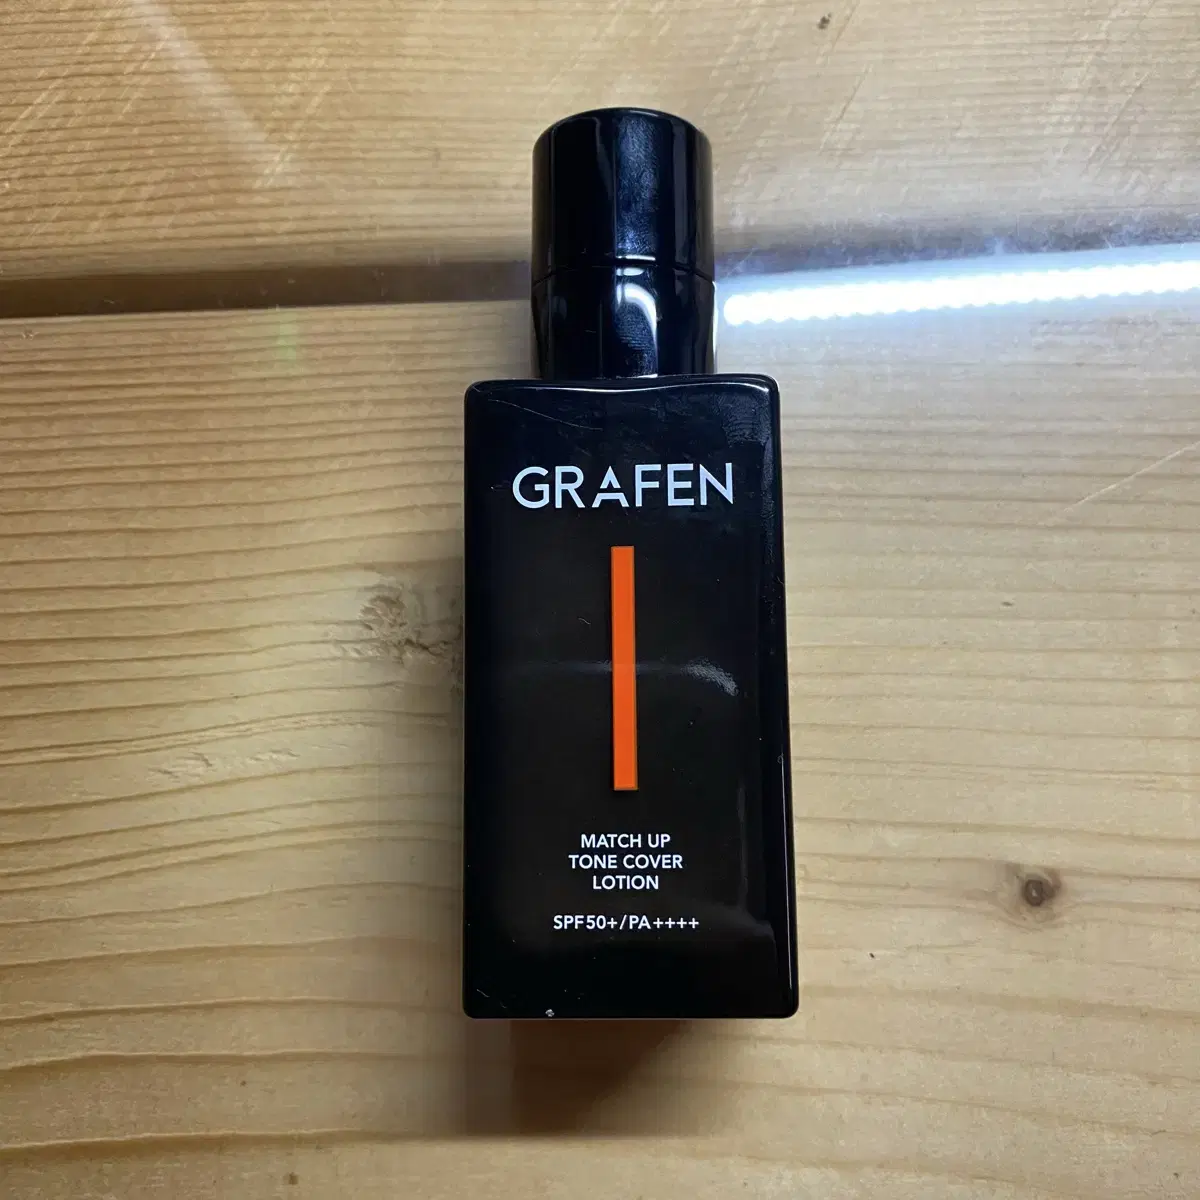 GRAFEN
MATCH UP
TONE COVER
LOTION
SPF50+/PA++++